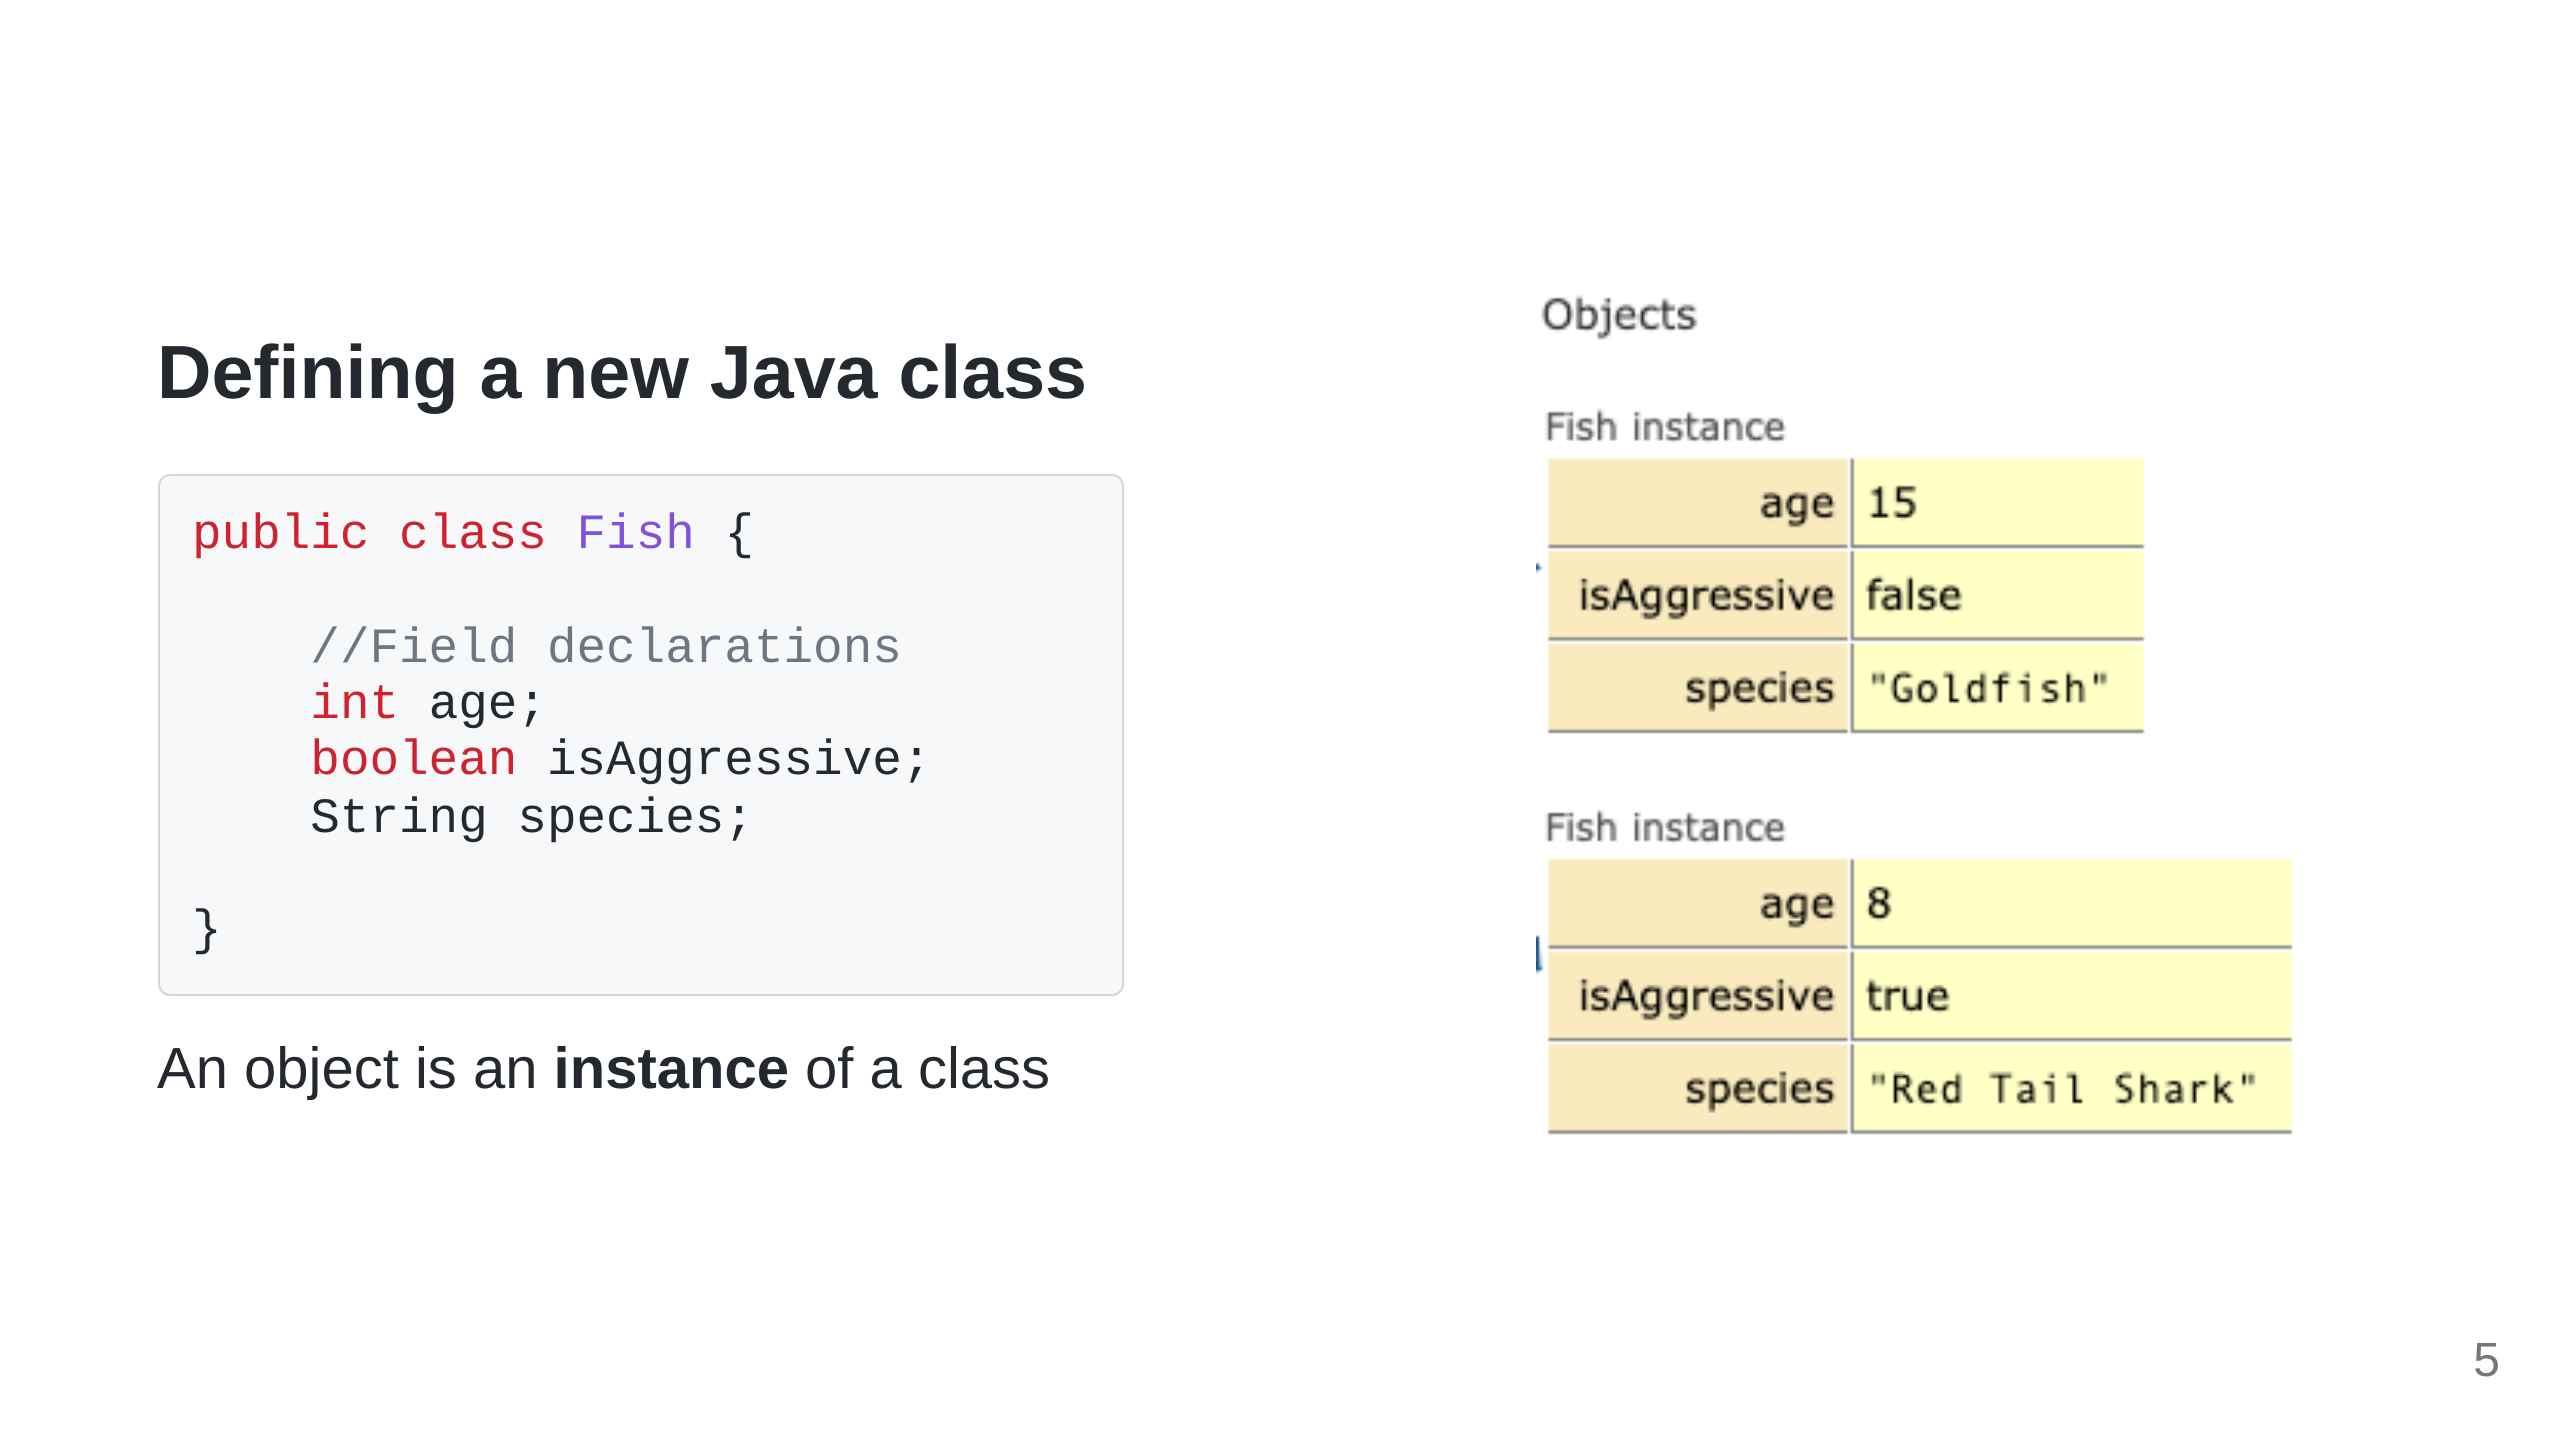 Defining a new Java class
public class Fish {
//Field declarations
int age;
boolean isAggressive;
String species;
}
An object is an instance of a class
Objects
Fish instance
age 15
isAggressive false
species "Goldfish"
Fish instance
age 8
isAggressive true
species "Red Tail Shark"
5